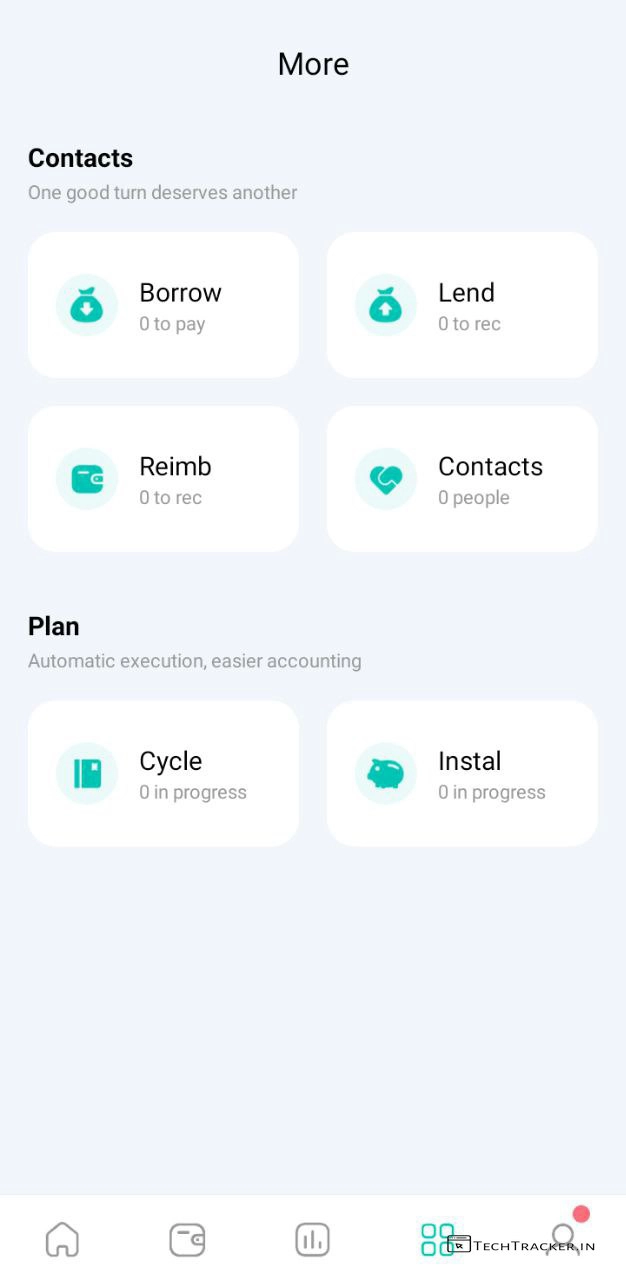 More
Contacts
One good turn deserves another
Borrow
0 to pay
Lend
0 to rec
Reimb
0 to rec
Contacts
0 people
Plan
Automatic execution, easier accounting
Cycle
0 in progress
Instal
0 in progress
TECHTRACKER.IN